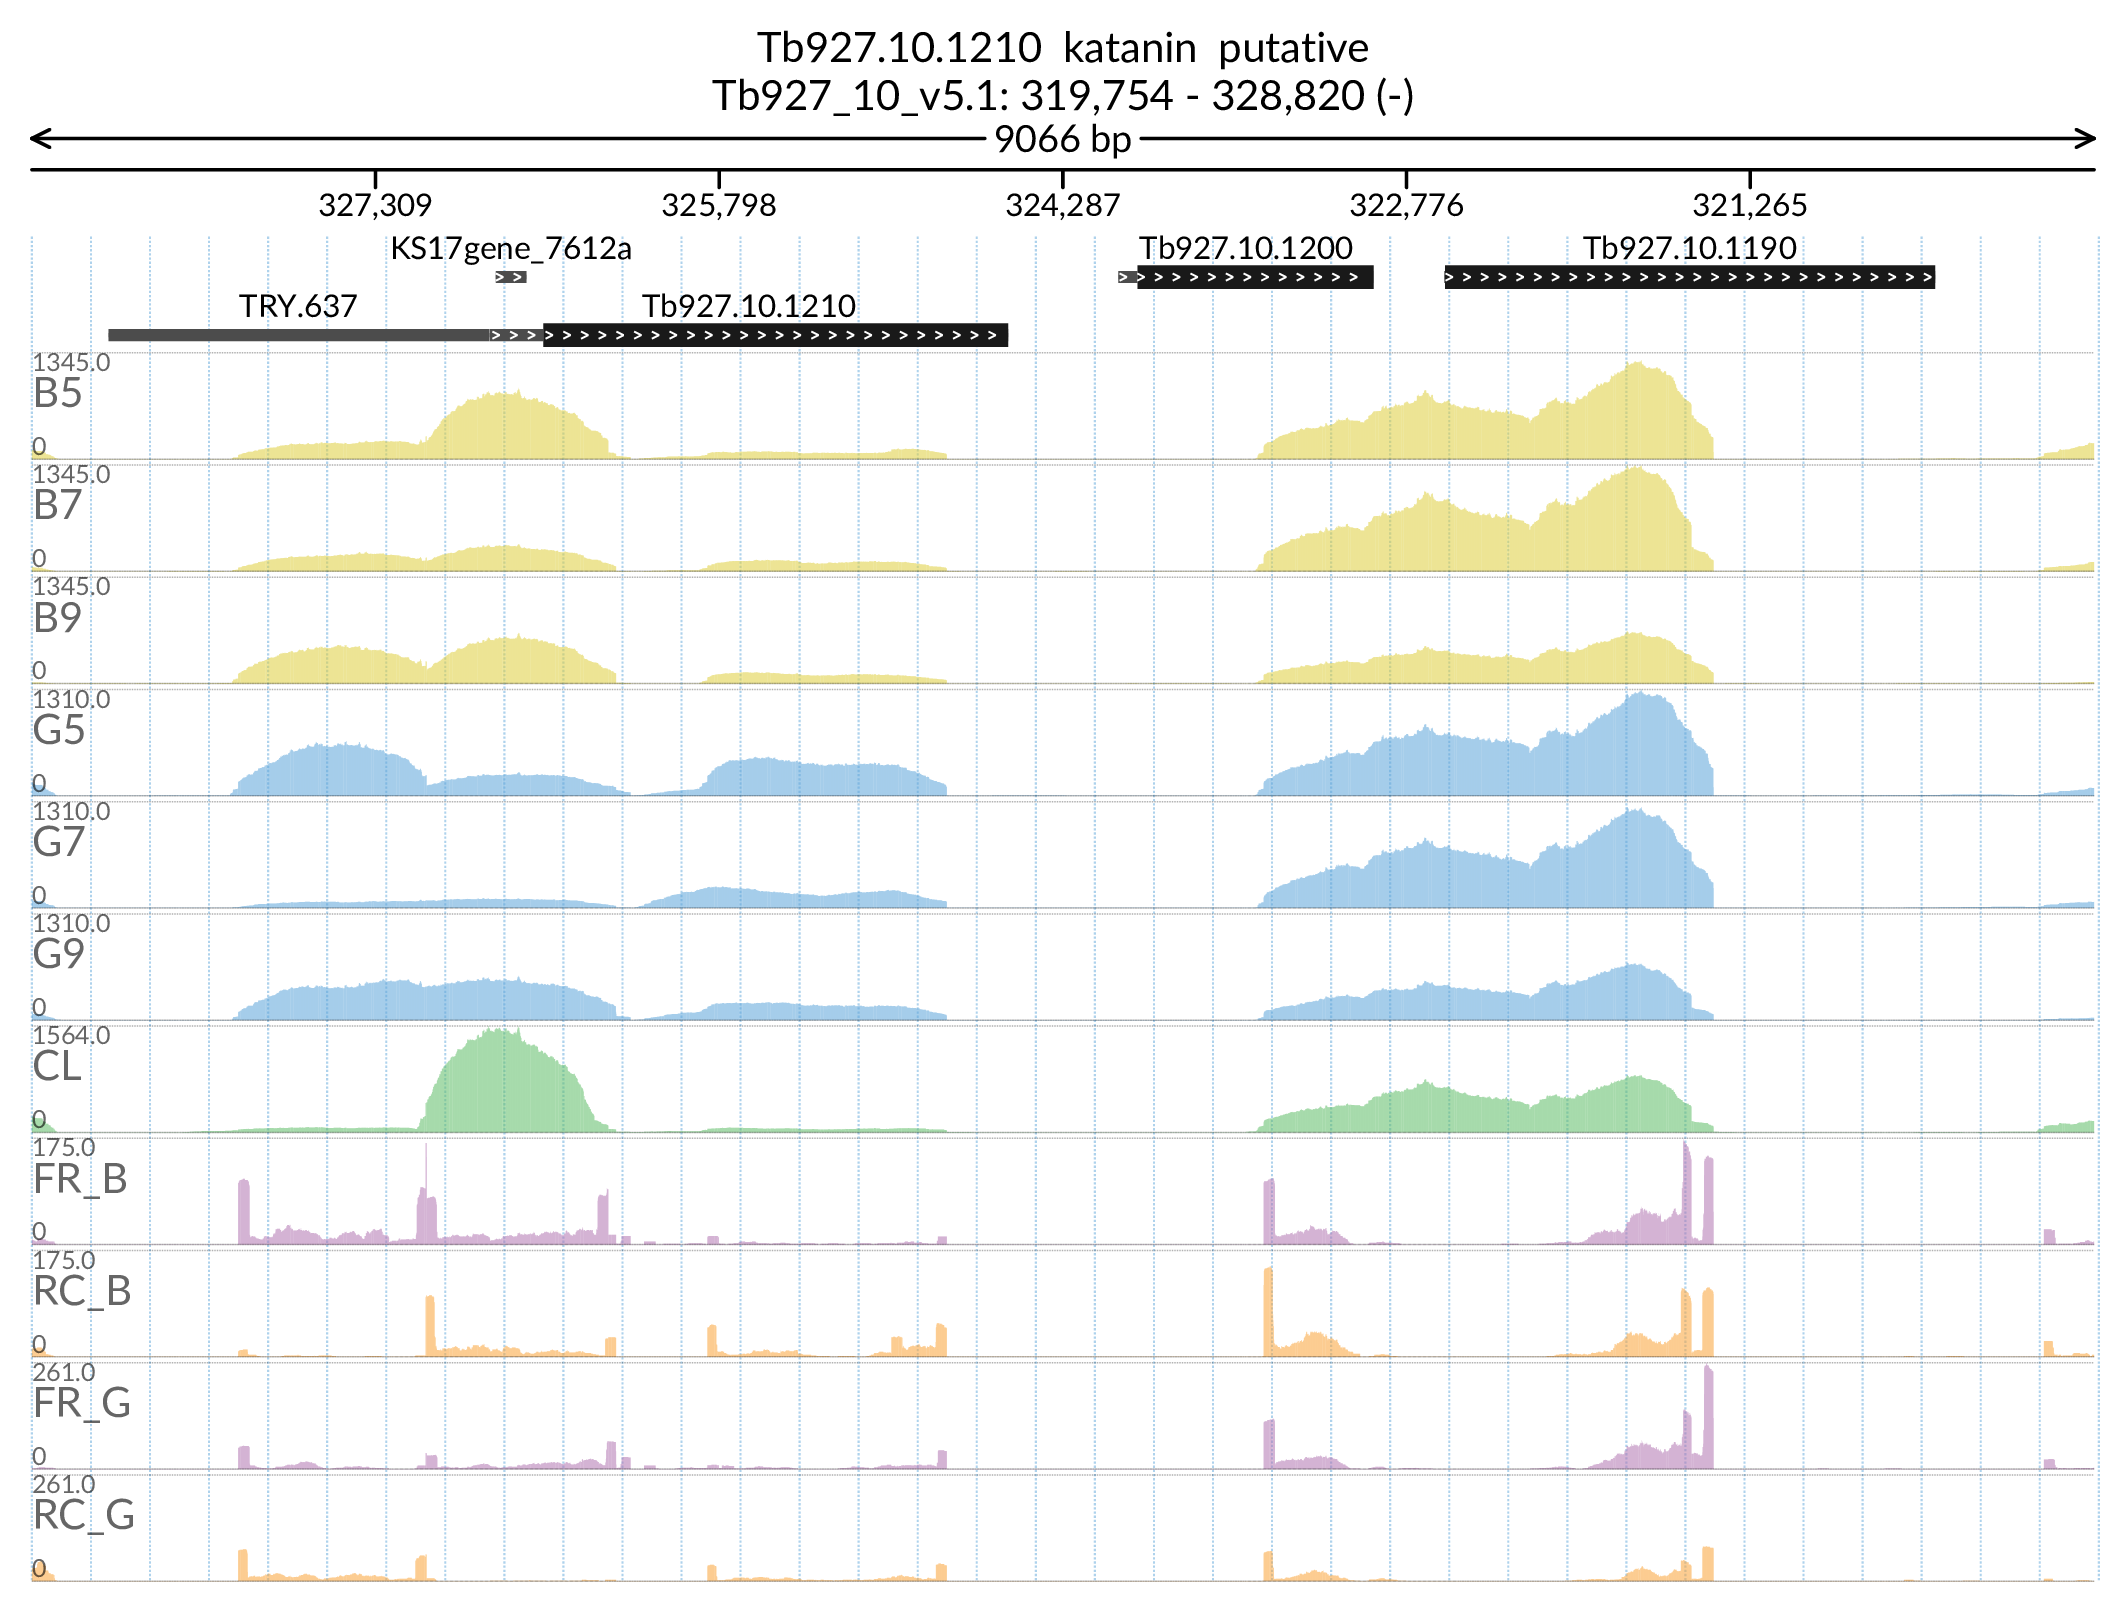 Tb927.10.1210 katanin putative
Tb927_10_v5.1: 319,754 - 328,820 (-)
9066 bp
327,309 325,798 324,287 322,776 321,265
KS17gene_7612a Tb927.10.1200 Tb927.10.1190
TRY.637 Tb927.10.1210
1345.0
B5
0
1345.0
B7
0
1345.0
B9
0
1310.0
G5
0
1310.0
G7
0
1310.0
G9
0
1564.0
CL
0
175.0
FR_B
0
175.0
RC_B
0
261.0
FR_G
0
261.0
RC_G
0